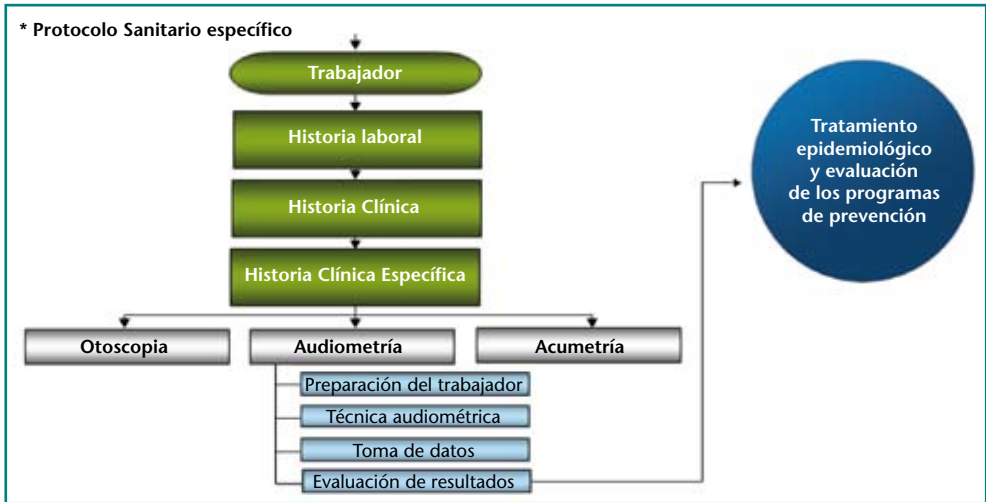 * Protocolo Sanitario específico
Trabajador
Historia laboral
Historia Clínica
Historia Clínica Específica
Otoscopia
Audiometría
Acumetría
Preparación del trabajador
Técnica audiométrica
Toma de datos
Evaluación de resultados
Tratamiento
epidemiológico
y evaluación
de los programas
de prevención